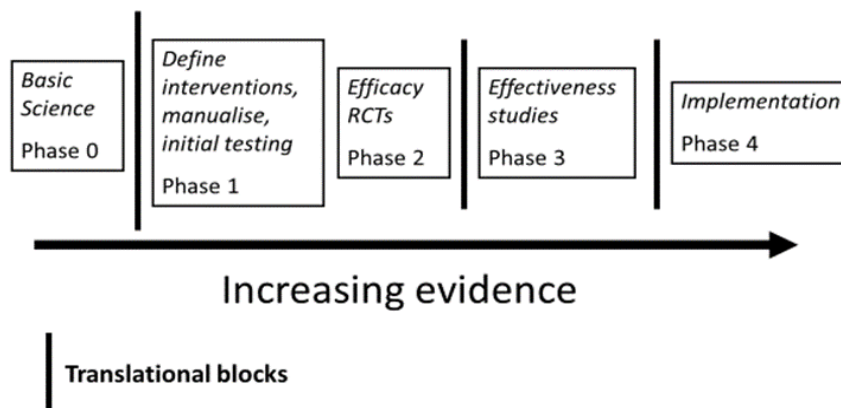 Basic
Science
Phase 0
Define
interventions,
manualise,
initial testing
Phase 1
Efficacy
RCTs
Phase 2
Effectiveness
studies
Phase 3
Implementation
Phase 4
Increasing evidence
Translational blocks